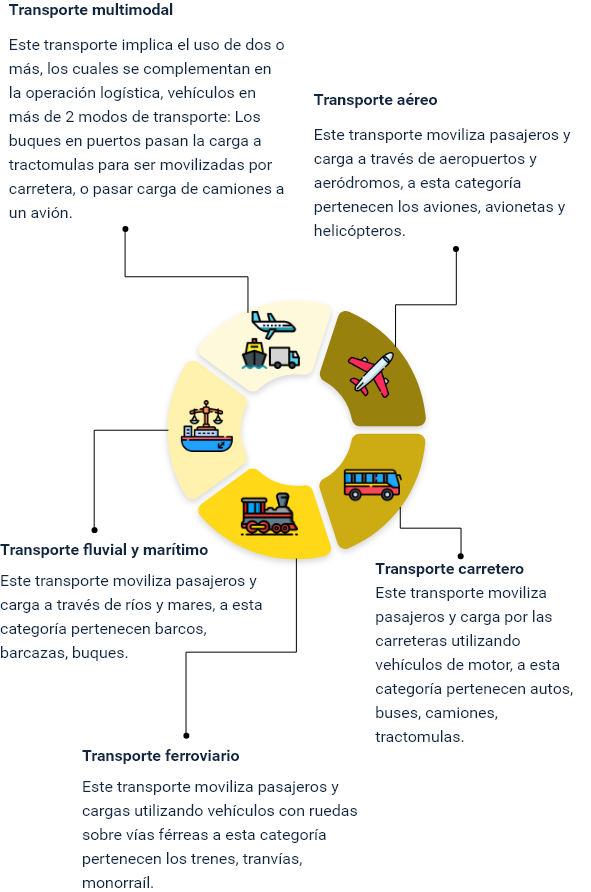 Transporte multimodal
Este transporte implica el uso de dos o
más, los cuales se complementan en
la operación logística, vehículos en
más de 2 modos de transporte: Los
buques en puertos pasan la carga a
tractomulas para ser movilizadas por
carretera, o pasar carga de camiones a
un avión.
Transporte aéreo
Este transporte moviliza pasajeros y
carga a través de aeropuertos y
aeródromos, a esta categoría
pertenecen los aviones, avionetas y
helicópteros.
Transporte fluvial y marítimo
Este transporte moviliza pasajeros y
carga a través de ríos y mares, a esta
categoría pertenecen barcos,
barcazas, buques.
Transporte carretero
Este transporte moviliza
pasajeros y carga por las
carreteras utilizando
vehículos de motor, a esta
categoría pertenecen autos,
buses, camiones,
tractomulas.
Transporte ferroviario
Este transporte moviliza pasajeros y
cargas utilizando vehículos con ruedas
sobre vías férreas a esta categoría
pertenecen los trenes, tranvías,
monorraíl.